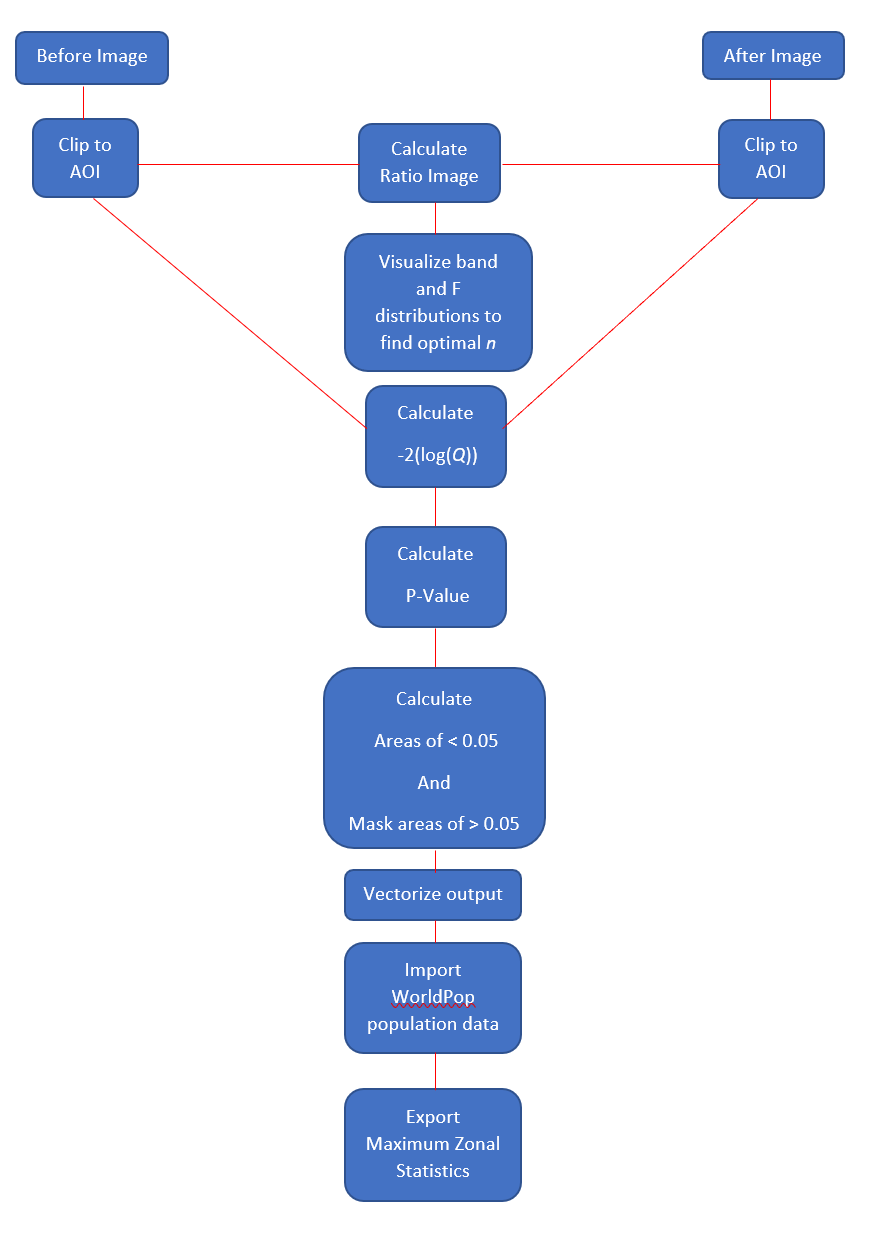 Before Image
After Image
Clip to
AOI
Calculate
Ratio Image
Clip to
AOI
Visualize band
and F
distributions to
find optimal n
Calculate
-2(log(Q))
Calculate
P-Value
Calculate
Areas of < 0.05
And
Mask areas of > 0.05
Vectorize output
Import
WorldPop
population data
Export
Maximum Zonal
Statistics